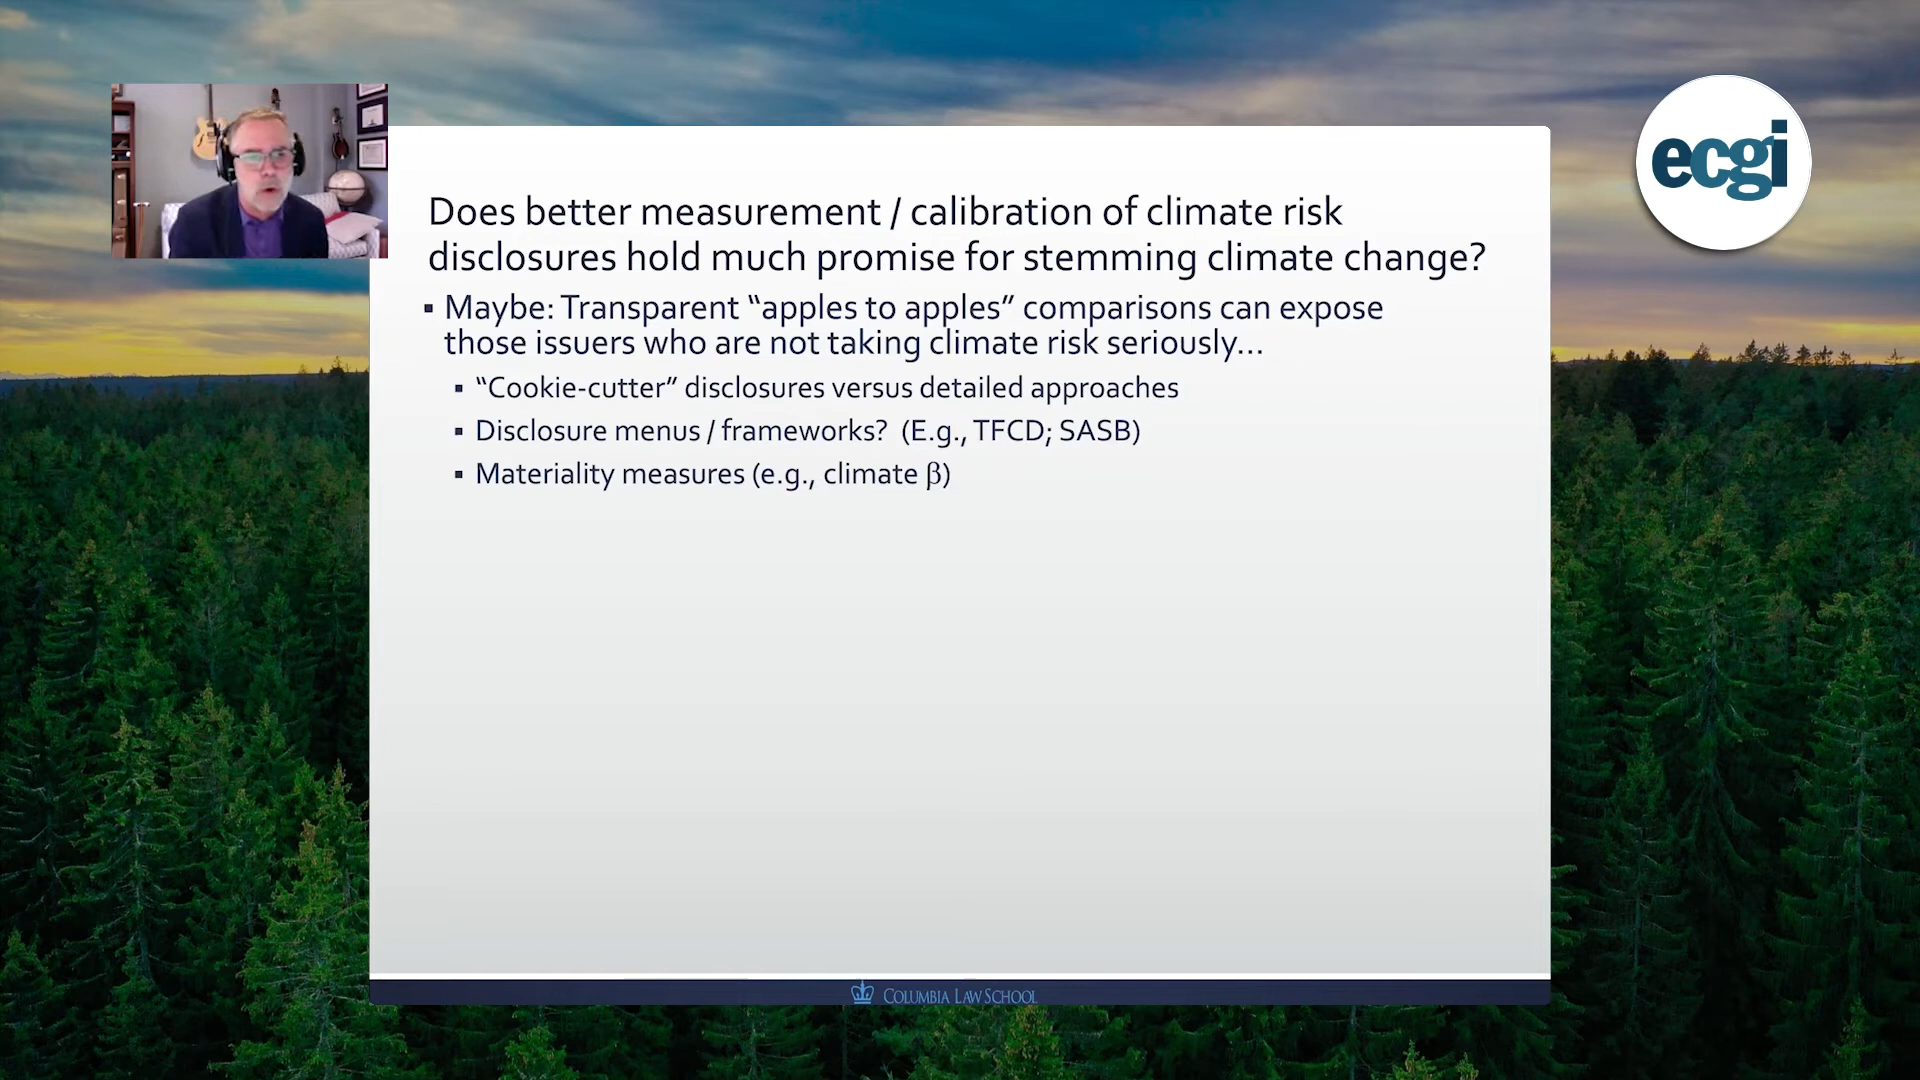 ecgi
Does better measurement / calibration of climate risk
disclosures hold much promise for stemming climate change?
▪ Maybe: Transparent “apples to apples” comparisons can expose
those issuers who are not taking climate risk seriously…
▪ “Cookie-cutter” disclosures versus detailed approaches
▪ Disclosure menus / frameworks? (E.g., TFCD; SASB)
▪ Materiality measures (e.g., climate β)
COLUMBIA LAW SCHOOL